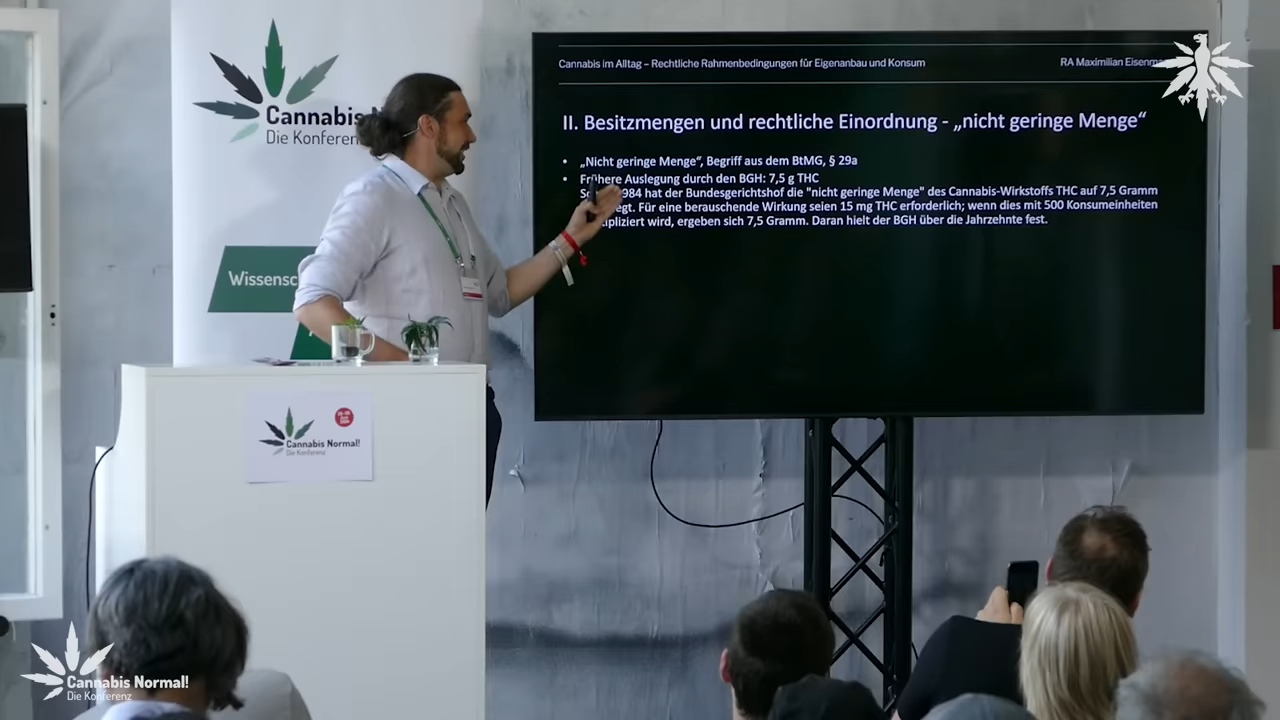 Cannabis im Alltag – Rechtliche Rahmenbedingungen für Eigenanbau und Konsum
RA Maximilian
II. Besitzmengen und rechtliche Einordnung - „nicht geringe Menge“
• „Nicht geringe Menge“, Begriff aus dem BtMG, § 29a
• Frühere Auslegung durch den BGH: 7,5 g THC
984 hat der Bundesgerichtshof die "nicht geringe Menge" des Cannabis-Wirkstoffs THC auf 7,5 Gramm
egt. Für eine berauschende Wirkung seien 15 mg THC erforderlich; wenn dies mit 500 Konsumeinheiten
pliziert wird, ergeben sich 7,5 Gramm. Daran hielt der BGH über die Jahrzehnte fest.
Cannabis
Die Konferen
Wissensc
Cannabis Normal!
Die Konferenz
Cannabis Normal!
Die Konferenz